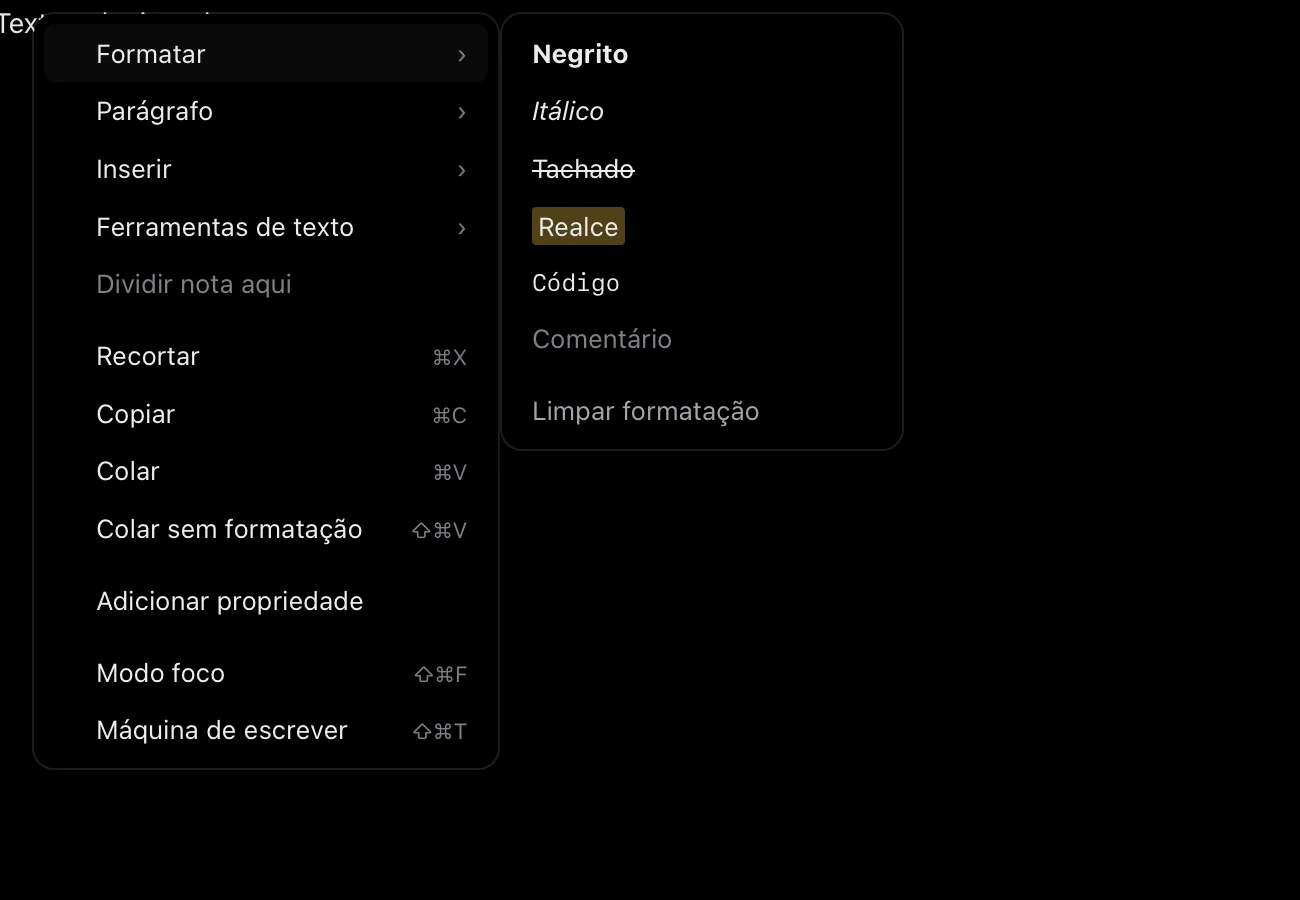 Formatar ›
Parágrafo ›
Inserir ›
Ferramentas de texto ›
Dividir nota aqui
Recortar ⌘X
Copiar ⌘C
Colar ⌘V
Colar sem formatação ⇧⌘V
Adicionar propriedade
Modo foco ⇧⌘F
Máquina de escrever ⇧⌘T
Negrito
Itálico
Tachado
Realce
Código
Comentário
Limpar formatação